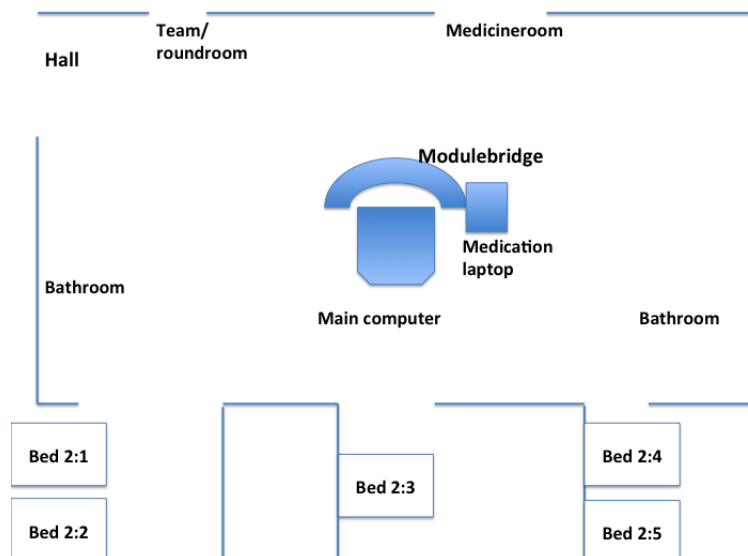 Team/
roundroom
Medicineroom
Hall
Modulebridge
Medication
laptop
Bathroom
Main computer
Bathroom
Bed 2:1
Bed 2:4
Bed 2:3
Bed 2:2
Bed 2:5